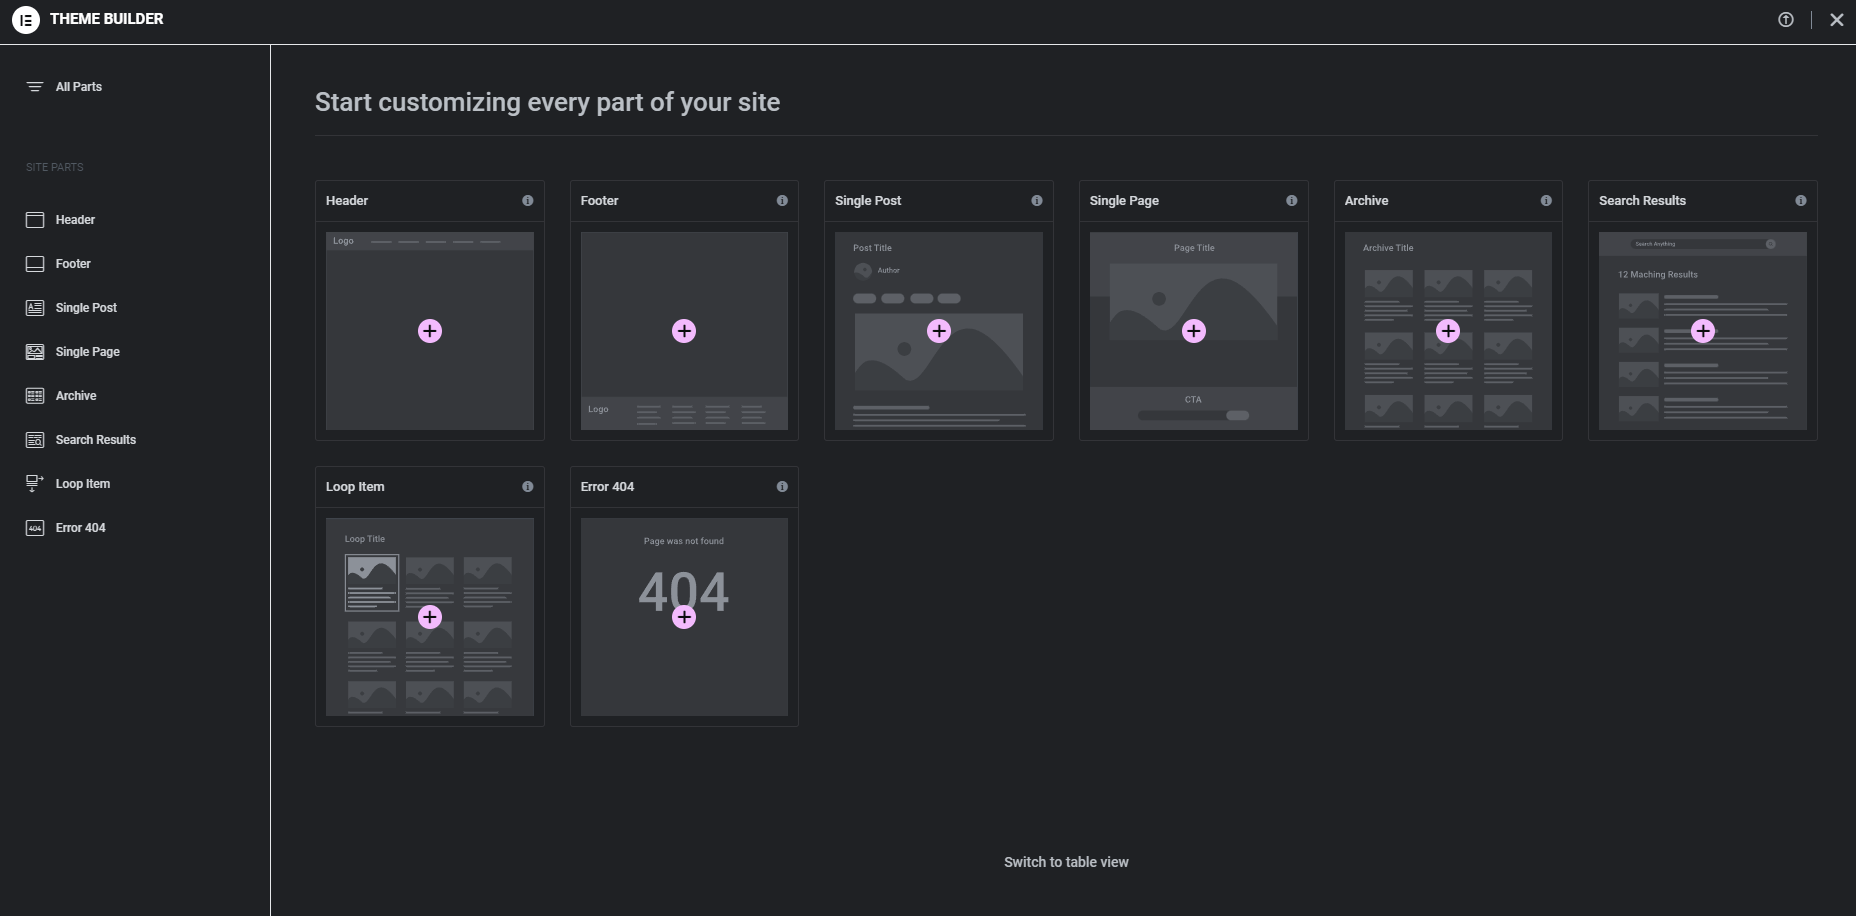 THEME BUILDER
All Parts
SITE PARTS
Header
Footer
Single Post
Single Page
Archive
Search Results
Loop Item
Error 404
Start customizing every part of your site
Header
Logo
Footer
Logo
Single Post
Post Title
Author
Single Page
Page Title
CTA
Archive
Archive Title
Search Results
Search Anything
12 Maching Results
Loop Item
Loop Title
Error 404
Page was not found
404
Switch to table view